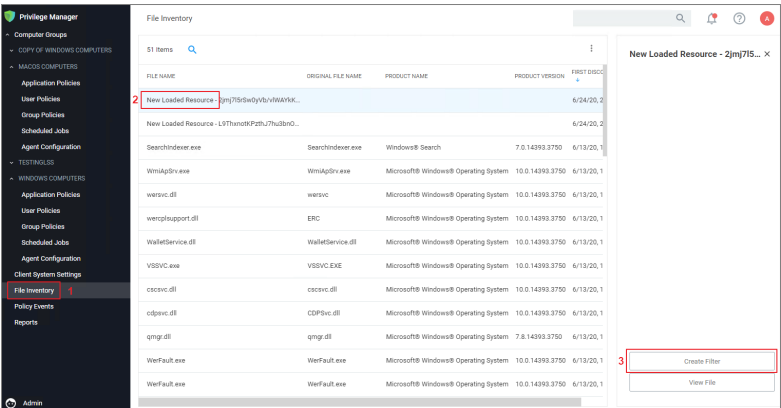 Privilege Manager
File Inventory
A
Computer Groups
COPY OF WINDOWS COMPUTERS
MACOS COMPUTERS
Application Policies
User Policies
Group Policies
Scheduled Jobs
Agent Configuration
TESTINGLSS
WINDOWS COMPUTERS
Application Policies
User Policies
Group Policies
Scheduled Jobs
Agent Configuration
Client System Settings
File Inventory 1
Policy Events
Reports
Admin
51 items
FILE NAME ORIGINAL FILE NAME PRODUCT NAME PRODUCT VERSION FIRST DISCO
2 New Loaded Resource - 6/24/20, 2
New Loaded Resource - 6/24/20, 2
SearchIndexer.exe SearchIndexer.exe Windows® Search 7.0.14393.3750 6/13/20, 1
WmiApSrv.exe WmiApSrv.exe Microsoft® Windows® Operating System 10.0.14393.3750 6/13/20, 1
wersvc.dll wersvc Microsoft® Windows® Operating System 10.0.14393.3750 6/13/20, 1
wercplsupport.dll ERC Microsoft® Windows® Operating System 10.0.14393.3750 6/13/20, 1
WalletService.dll WalletService.dll Microsoft® Windows® Operating System 10.0.14393.3750 6/13/20, 1
VSSVC.exe VSSVC.EXE Microsoft® Windows® Operating System 10.0.14393.3750 6/13/20, 1
cscsvc.dll cscsvc.dll Microsoft® Windows® Operating System 10.0.14393.3750 6/13/20, 1
cdpsvc.dll CDPSvc.dll Microsoft® Windows® Operating System 10.0.14393.3750 6/13/20, 1
qmgr.dll qmgr.dll Microsoft® Windows® Operating System 7.8.14393.3750 6/13/20, 1
WerFault.exe WerFault.exe Microsoft® Windows® Operating System 10.0.14393.3750 6/13/20, 1
WerFault.exe WerFault.exe Microsoft® Windows® Operating System 10.0.14393.3750 6/13/20, 1
New Loaded Resource - 2jmj7l5... ×
3 Create Filter
View File